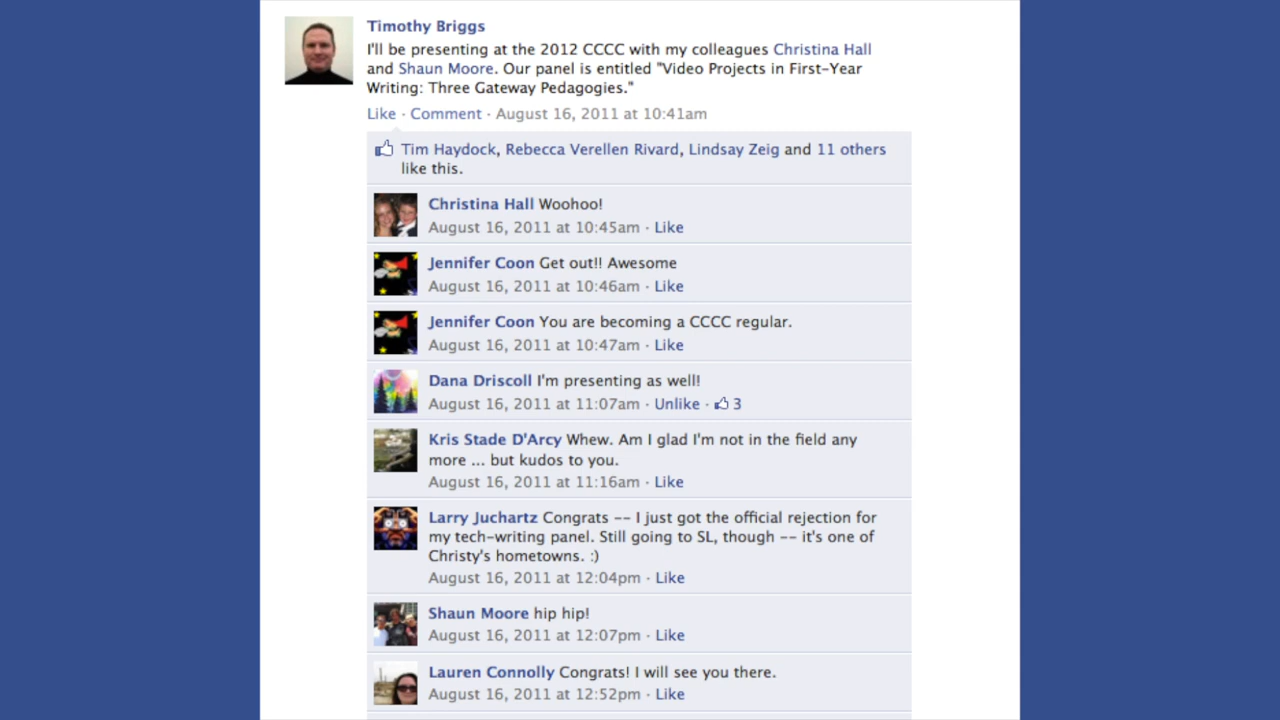 Timothy Briggs
I'll be presenting at the 2012 CCCC with my colleagues Christina Hall
and Shaun Moore. Our panel is entitled "Video Projects in First-Year
Writing: Three Gateway Pedagogies."
Like · Comment · August 16, 2011 at 10:41am
Tim Haydock, Rebecca Verellen Rivard, Lindsay Zeig and 11 others
like this.
Christina Hall Woohoo!
August 16, 2011 at 10:45am · Like
Jennifer Coon Get out!! Awesome
August 16, 2011 at 10:46am · Like
Jennifer Coon You are becoming a CCCC regular.
August 16, 2011 at 10:47am · Like
Dana Driscoll I'm presenting as well!
August 16, 2011 at 11:07am · Unlike · 3
Kris Stade D'Arcy Whew. Am I glad I'm not in the field any
more ... but kudos to you.
August 16, 2011 at 11:16am · Like
Larry Juchartz Congrats -- I just got the official rejection for
my tech-writing panel. Still going to SL, though -- it's one of
Christy's hometowns. :)
August 16, 2011 at 12:04pm · Like
Shaun Moore hip hip!
August 16, 2011 at 12:07pm · Like
Lauren Connolly Congrats! I will see you there.
August 16, 2011 at 12:52pm · Like